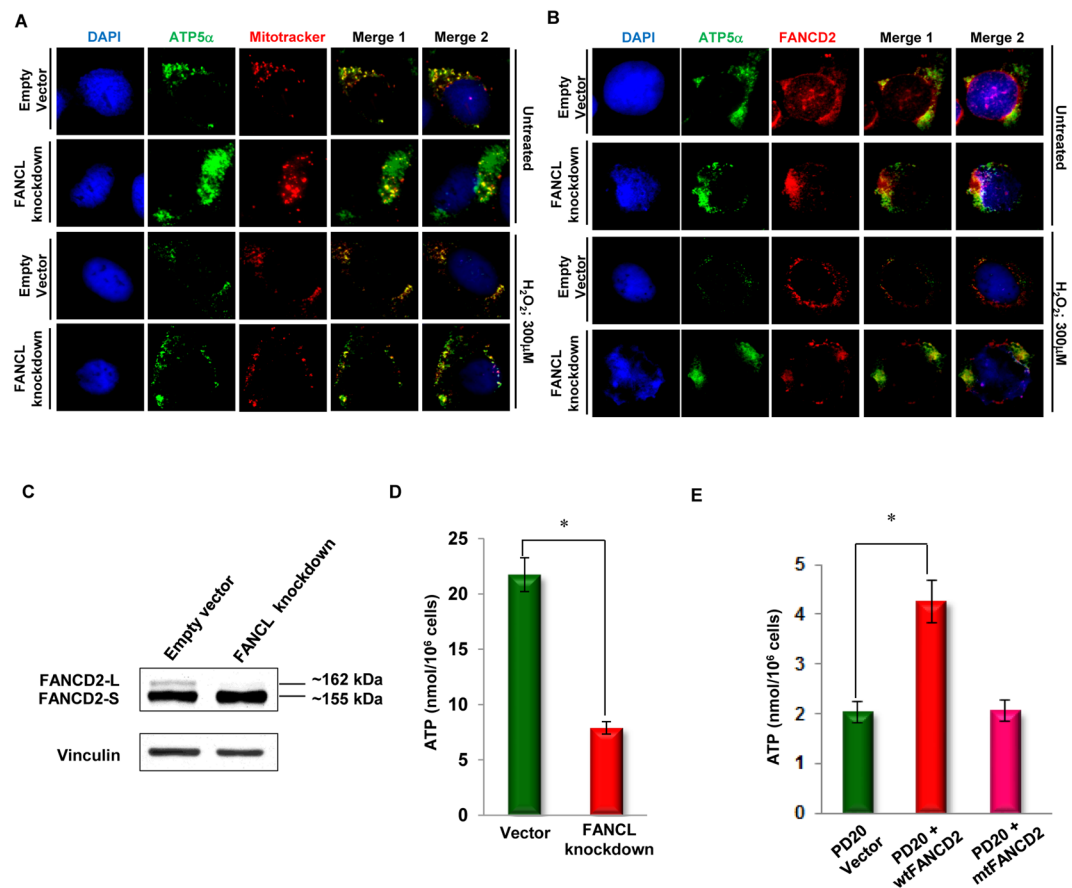 A
DAPI ATP5α Mitotracker Merge 1 Merge 2
Empty Vector
FANCL knockdown
Untreated
Empty Vector
FANCL knockdown
H2O2; 300μM
B
DAPI ATP5α FANCD2 Merge 1 Merge 2
Empty Vector
FANCL knockdown
Untreated
Empty Vector
FANCL knockdown
H2O2; 300μM
C
Empty vector
FANCL knockdown
FANCD2-L ~162 kDa
FANCD2-S ~155 kDa
Vinculin
D
*
ATP (nmol/10⁶ cells)
25
20
15
10
5
0
Vector
FANCL knockdown
E
*
ATP (nmol/10⁶ cells)
5
4
3
2
1
0
PD20 Vector
PD20 + wtFANCD2
PD20 + mtFANCD2